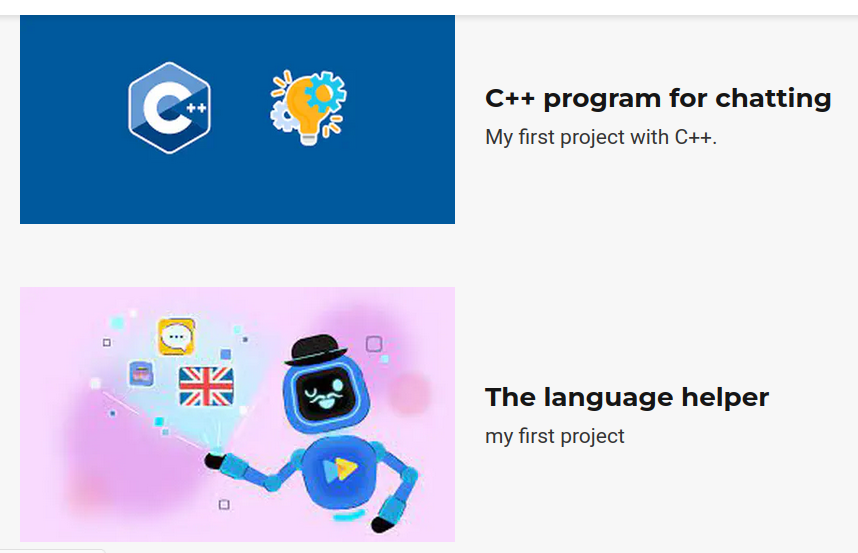 C++
C++ program for chatting
My first project with C++.
The language helper
my first project